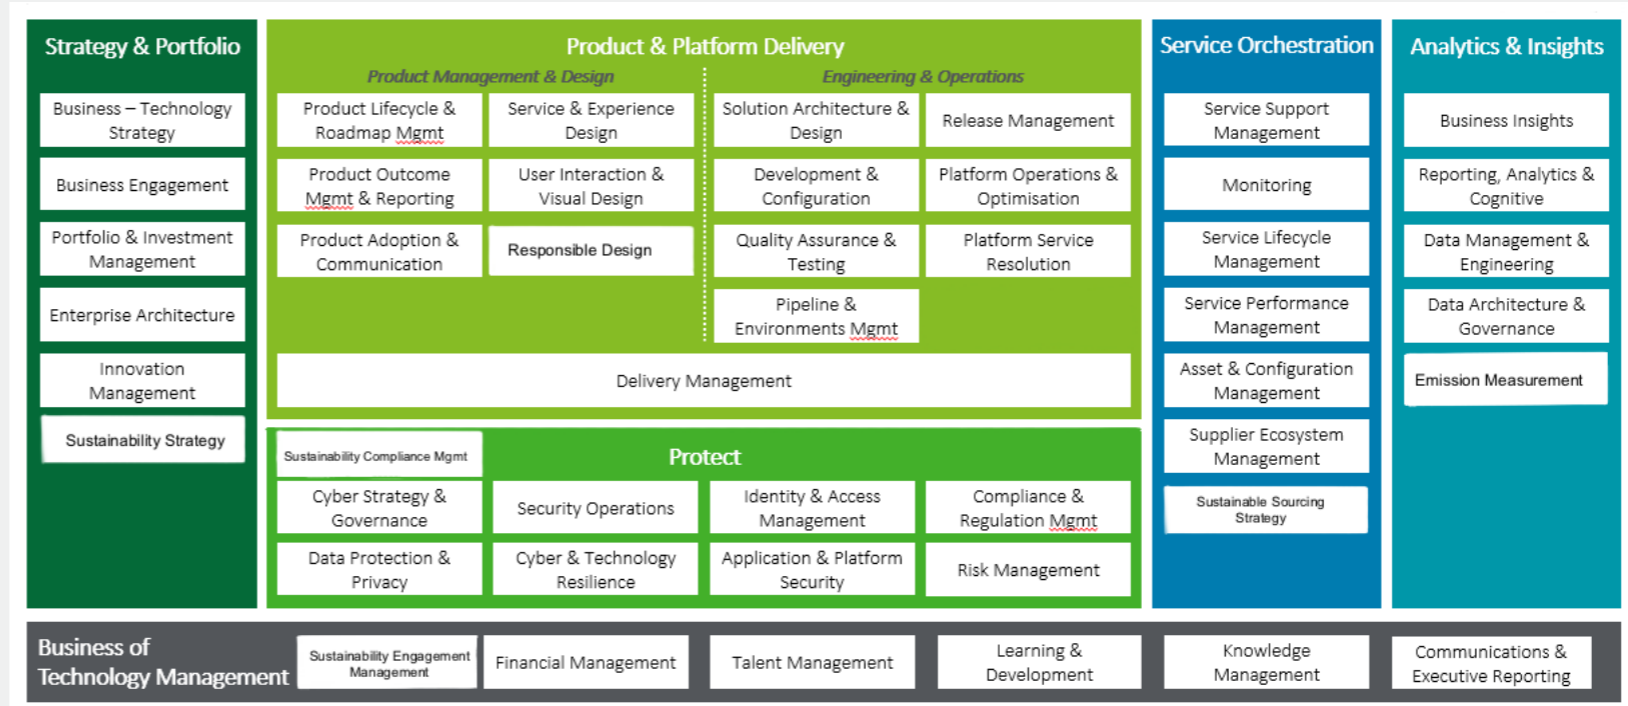 Strategy & Portfolio
Business – Technology
Strategy
Business Engagement
Portfolio & Investment
Management
Enterprise Architecture
Innovation
Management
Sustainability Strategy
Product & Platform Delivery
Product Management & Design
Product Lifecycle &
Roadmap Mgmt
Service & Experience
Design
Product Outcome
Mgmt & Reporting
User Interaction &
Visual Design
Product Adoption &
Communication
Responsible Design
Engineering & Operations
Solution Architecture &
Design
Release Management
Development &
Configuration
Platform Operations &
Optimisation
Quality Assurance &
Testing
Platform Service
Resolution
Pipeline &
Environments Mgmt
Delivery Management
Sustainability Compliance Mgmt
Protect
Cyber Strategy &
Governance
Security Operations
Identity & Access
Management
Compliance &
Regulation Mgmt
Data Protection &
Privacy
Cyber & Technology
Resilience
Application & Platform
Security
Risk Management
Service Orchestration
Service Support
Management
Monitoring
Service Lifecycle
Management
Service Performance
Management
Asset & Configuration
Management
Supplier Ecosystem
Management
Sustainable Sourcing
Strategy
Analytics & Insights
Business Insights
Reporting, Analytics &
Cognitive
Data Management &
Engineering
Data Architecture &
Governance
Emission Measurement
Business of
Technology Management
Sustainability Engagement
Management
Financial Management
Talent Management
Learning &
Development
Knowledge
Management
Communications &
Executive Reporting